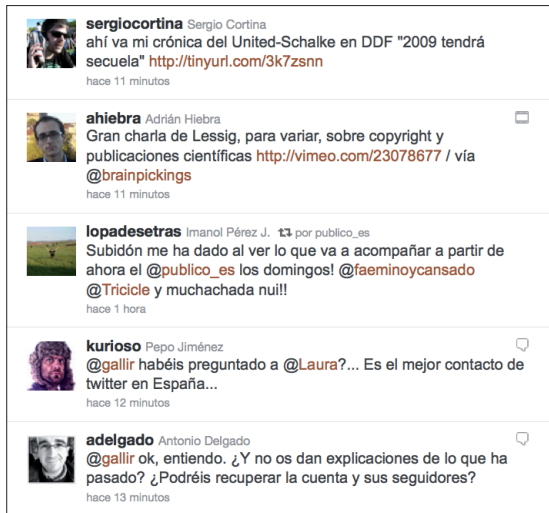 sergiocortina Sergio Cortina
ahí va mi crónica del United-Schalke en DDF "2009 tendrá
secuela" http://tinyurl.com/3k7zsnn
hace 11 minutos
ahiebra Adrián Hiebra
Gran charla de Lessig, para variar, sobre copyright y
publicaciones científicas http://vimeo.com/23078677 / vía
@brainpickings
hace 11 minutos
lopadesetras Imanol Pérez J. por publico_es
Subidón me ha dado al ver lo que va a acompañar a partir de
ahora el @publico_es los domingos! @faeminoycansado
@Tricicle y muchachada nui!!
hace 1 hora
kurioso Pepo Jiménez
@gallir habéis preguntado a @Laura?... Es el mejor contacto de
twitter en España...
hace 12 minutos
adelgado Antonio Delgado
@gallir ok, entiendo. ¿Y no os dan explicaciones de lo que ha
pasado? ¿Podréis recuperar la cuenta y sus seguidores?
hace 13 minutos